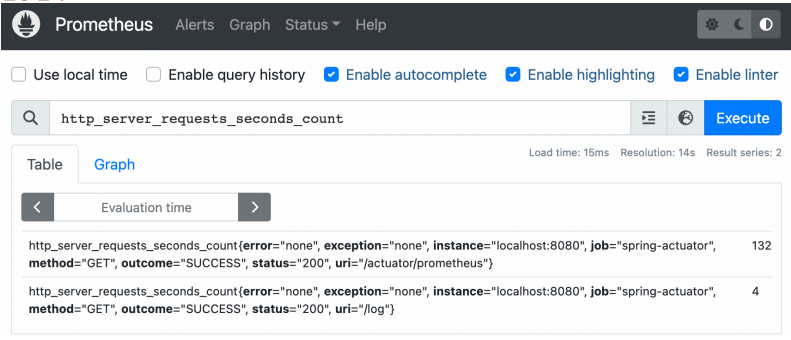 Prometheus Alerts Graph Status Help
Use local time Enable query history Enable autocomplete Enable highlighting Enable linter
http_server_requests_seconds_count Execute
Load time: 15ms Resolution: 14s Result series: 2
Table Graph
Evaluation time
http_server_requests_seconds_count{error="none", exception="none", instance="localhost:8080", job="spring-actuator", 132
method="GET", outcome="SUCCESS", status="200", uri="/actuator/prometheus"}
http_server_requests_seconds_count{error="none", exception="none", instance="localhost:8080", job="spring-actuator", 4
method="GET", outcome="SUCCESS", status="200", uri="/log"}